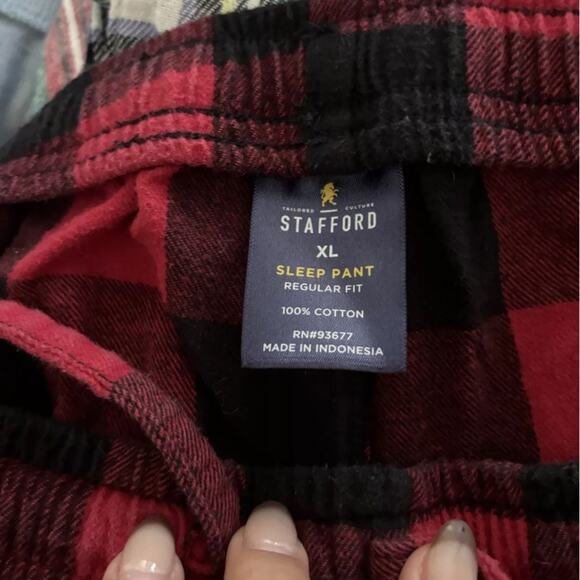 TAILORED CULTURE
STAFFORD
XL
SLEEP PANT
REGULAR FIT
100% COTTON
RN#93677
MADE IN INDONESIA